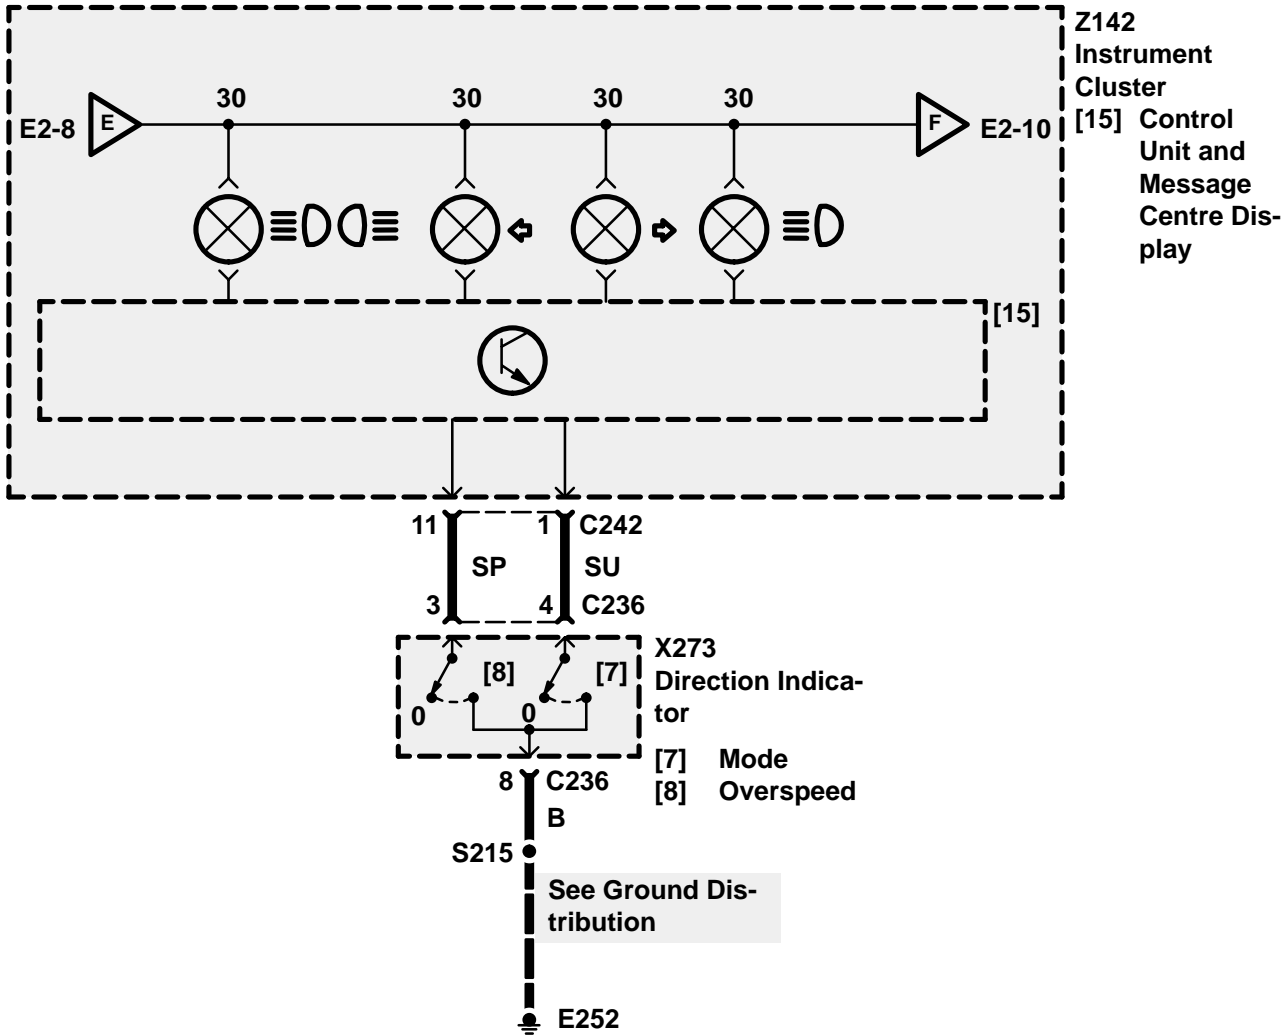 Z142
Instrument
Cluster
[15] Control
Unit and
Message
Centre Dis-
play
30 30 30 30
E2-8 E F E2-10
[15]
11 1 C242
SP SU
3 4 C236
X273
Direction Indica-
tor
[8] [7]
0 0
[7] Mode
[8] Overspeed
8 C236
B
S215
See Ground Dis-
tribution
E252